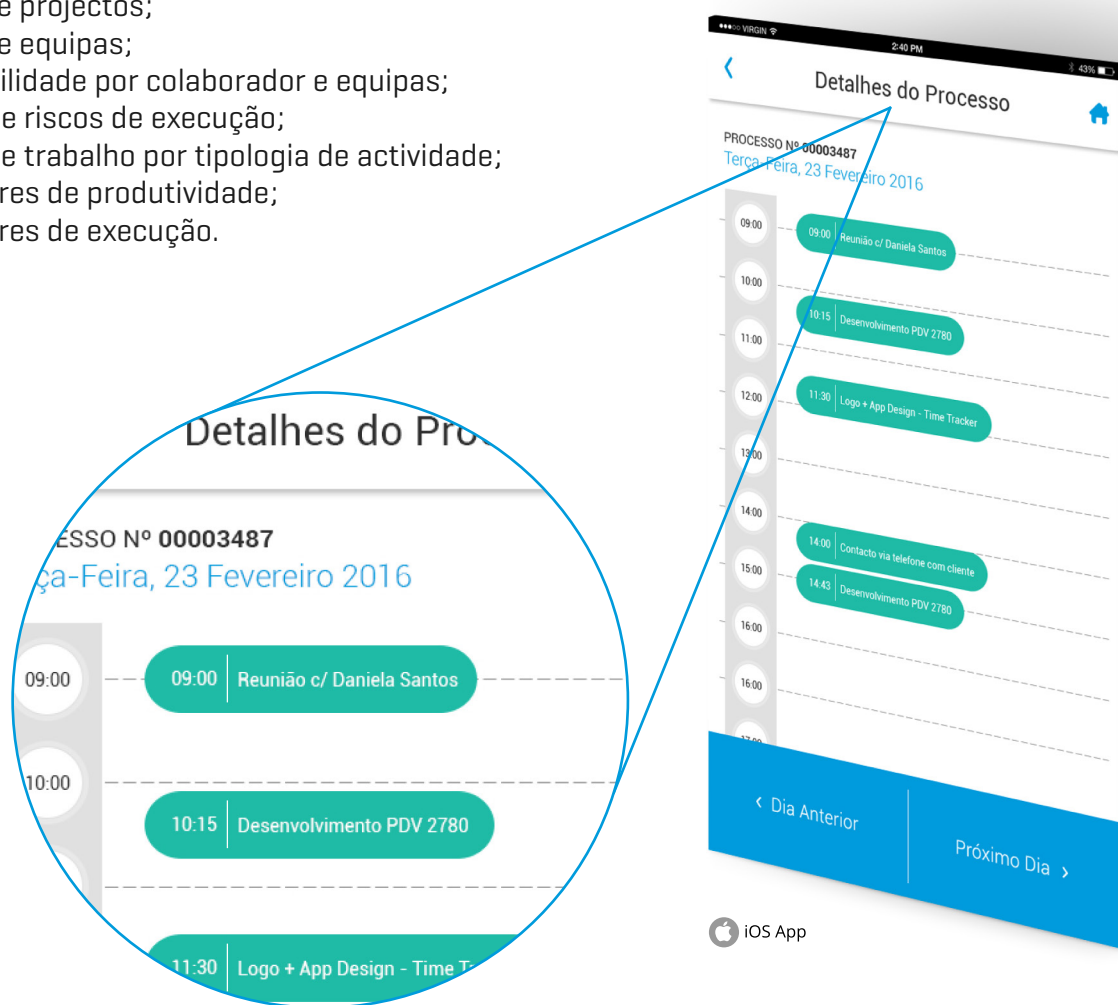 e projectos;
e equipas;
ilidade por colaborador e equipas;
e riscos de execução;
e trabalho por tipologia de actividade;
res de produtividade;
res de execução.
VIRGIN
2:40 PM
43%
Detalhes do Processo
PROCESSO Nº 00003487
Terça-Feira, 23 Fevereiro 2016
09:00
09:00 Reunião c/ Daniela Santos
10:00
10:15 Desenvolvimento PDV 2780
11:00
12:00
11:30 Logo + App Design - Time Tracker
13:00
14:00
14:00 Contacto via telefone com cliente
15:00
14:43 Desenvolvimento PDV 2780
16:00
16:00
17:00
‹ Dia Anterior
Próximo Dia ›
iOS App
Detalhes do Pro
ESSO Nº 00003487
ça-Feira, 23 Fevereiro 2016
09:00
09:00 Reunião c/ Daniela Santos
10:00
10:15 Desenvolvimento PDV 2780
11:30 Logo + App Design - Time T